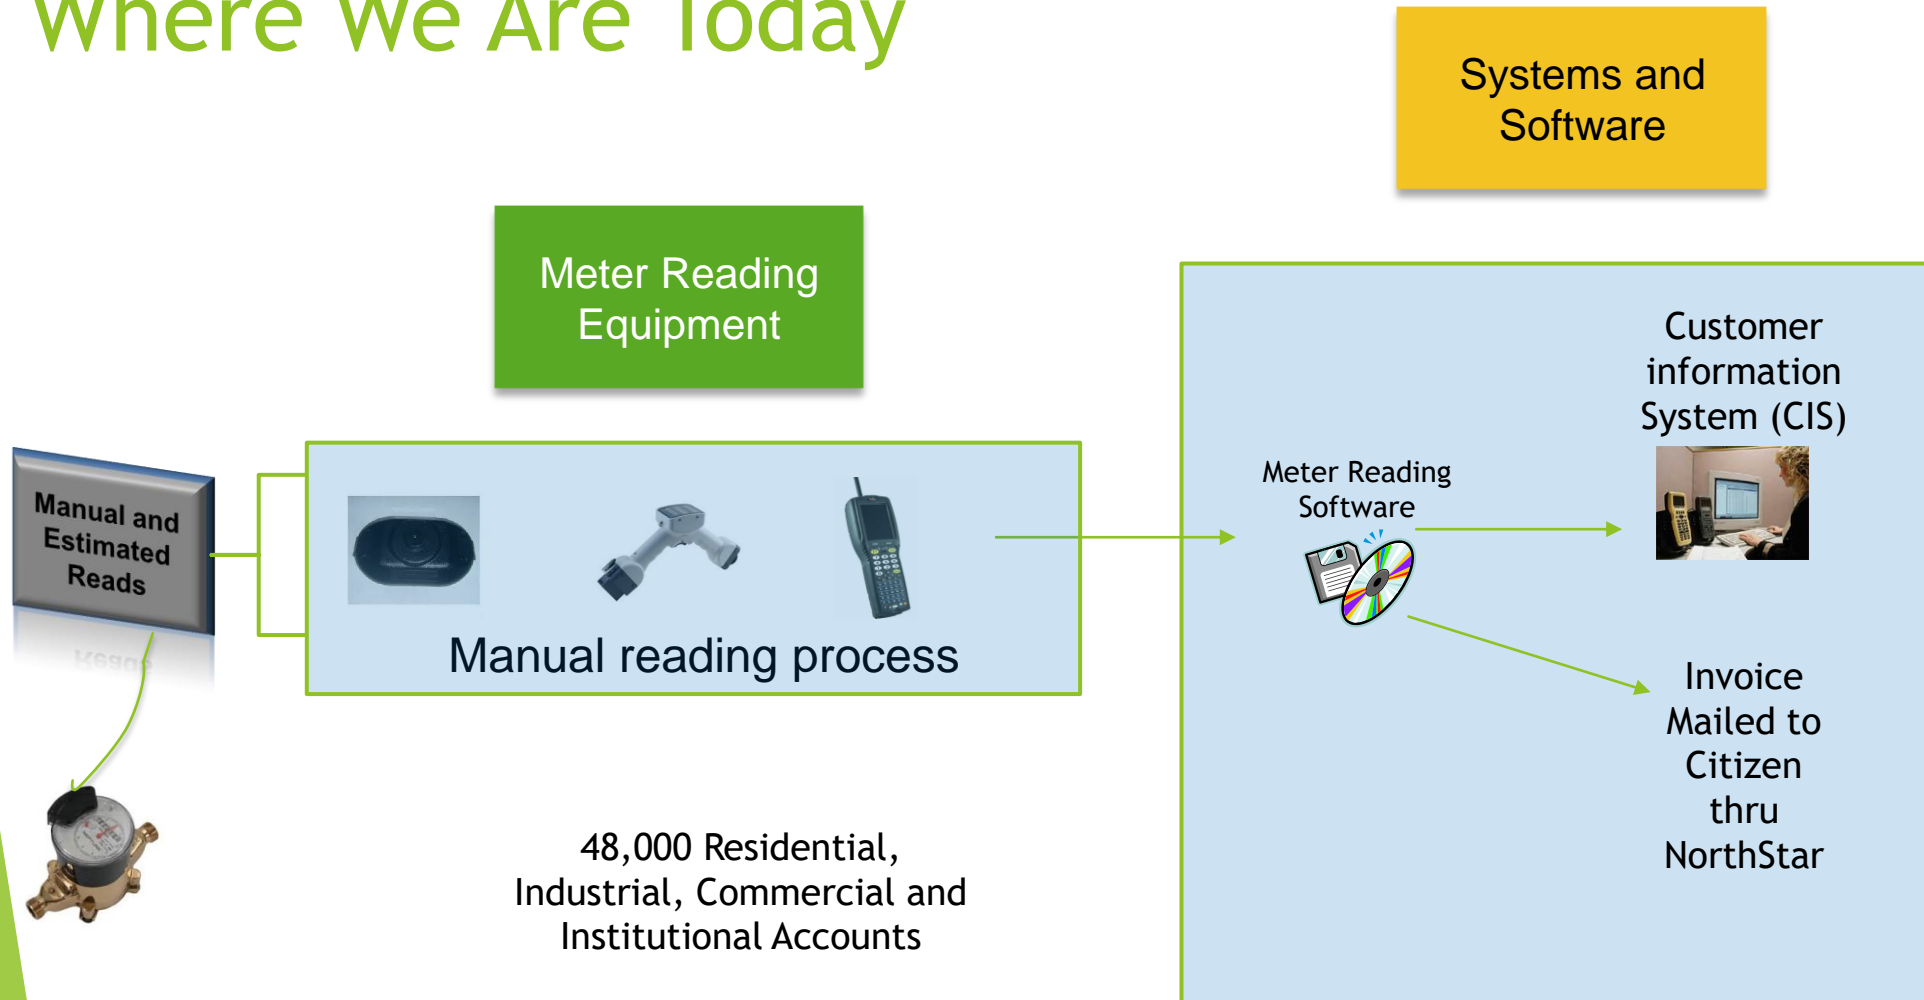 Where We Are Today
Systems and
Software
Meter Reading
Equipment
Manual and
Estimated
Reads
Manual reading process
48,000 Residential,
Industrial, Commercial and
Institutional Accounts
Meter Reading
Software
Customer
information
System (CIS)
Invoice
Mailed to
Citizen
thru
NorthStar